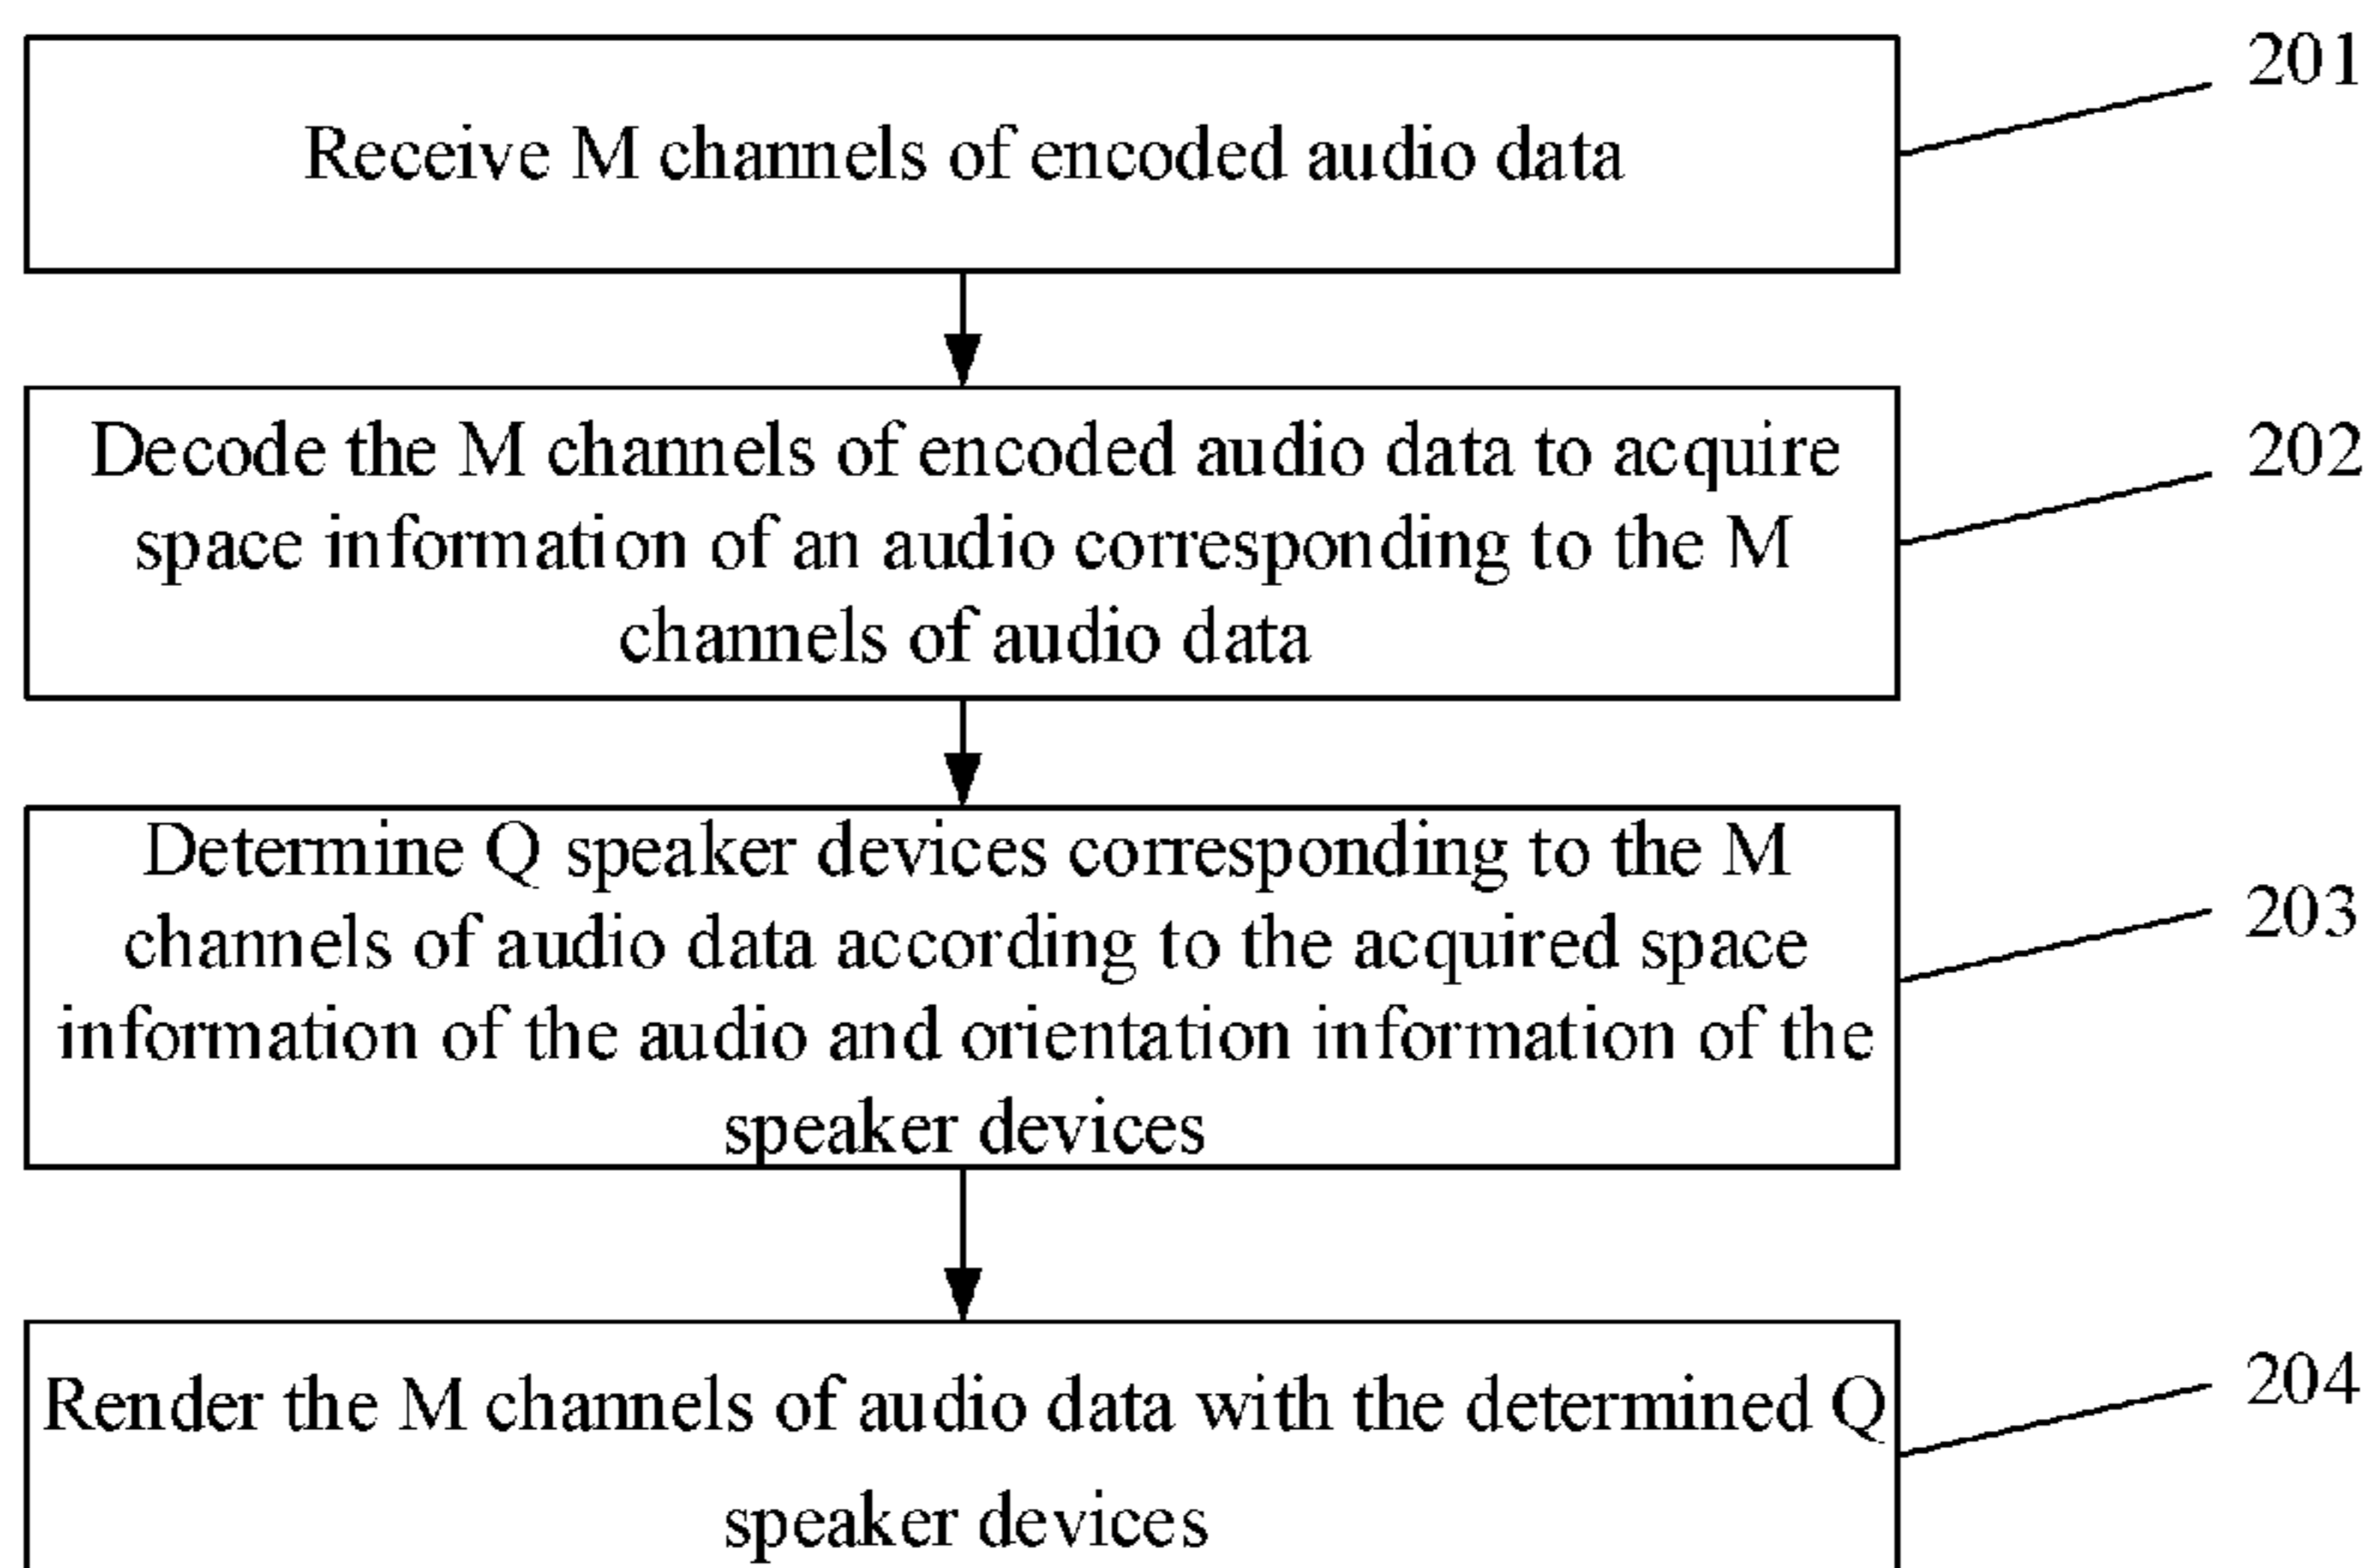 201
Receive M channels of encoded audio data
202
Decode the M channels of encoded audio data to acquire
space information of an audio corresponding to the M
channels of audio data
203
Determine Q speaker devices corresponding to the M
channels of audio data according to the acquired space
information of the audio and orientation information of the
speaker devices
204
Render the M channels of audio data with the determined Q
speaker devices